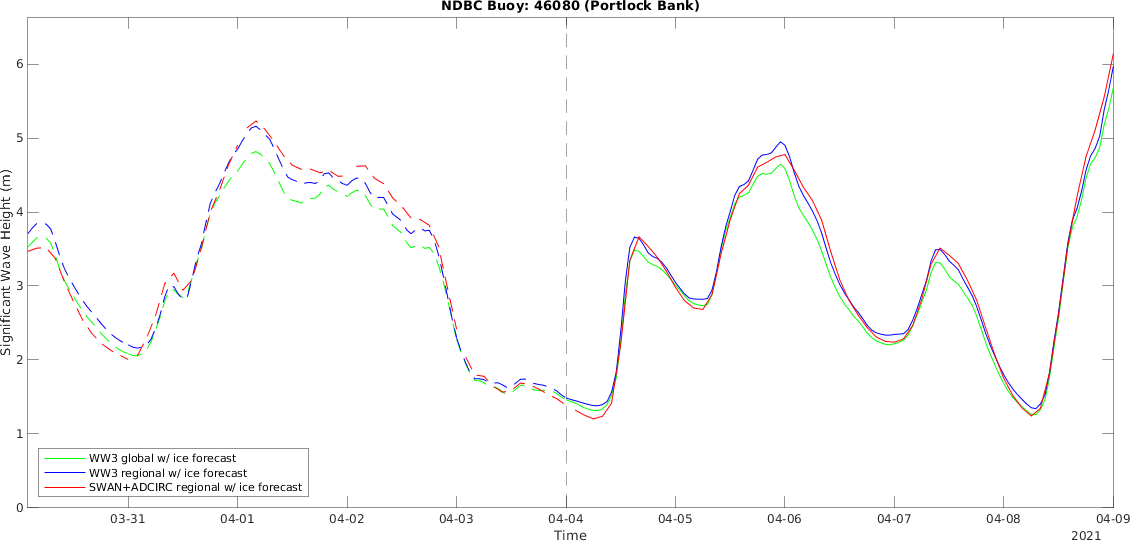 NDBC Buoy: 46080 (Portlock Bank)
Significant Wave Height (m)
6
5
4
3
2
1
0
WW3 global w/ ice forecast
WW3 regional w/ ice forecast
SWAN+ADCIRC regional w/ ice forecast
03-31 04-01 04-02 04-03 04-04 04-05 04-06 04-07 04-08 04-09
Time
2021